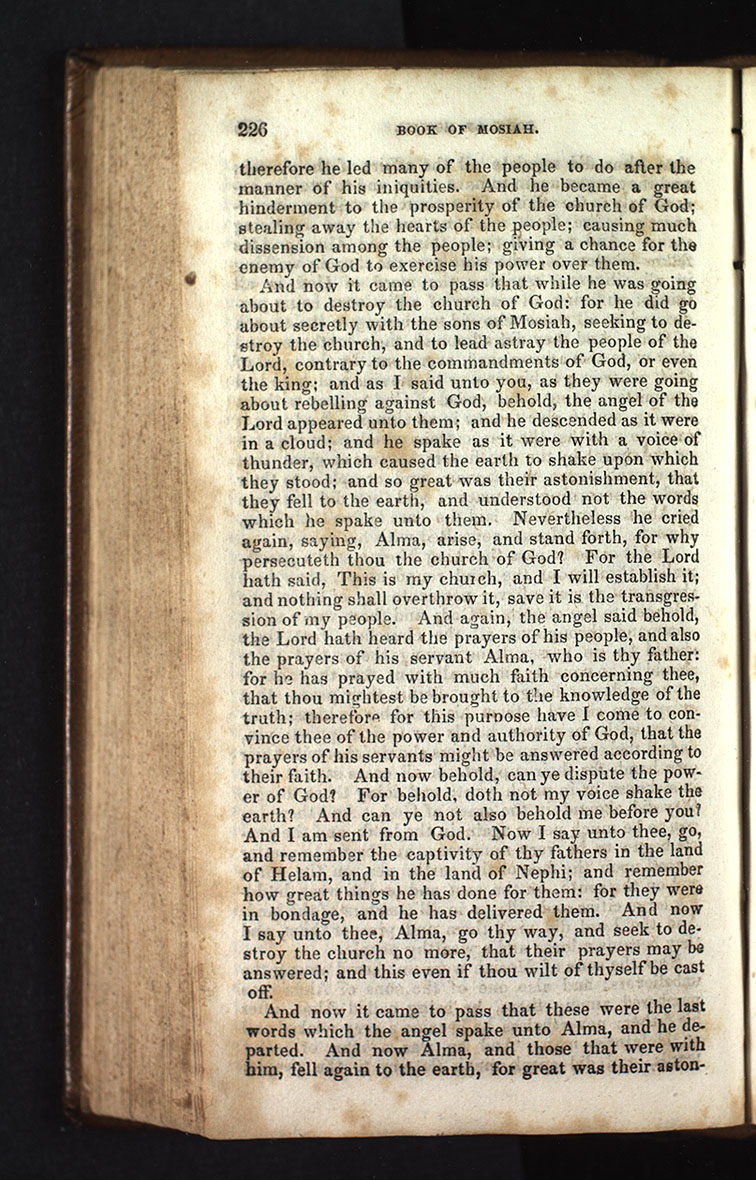 226 BOOK OF MOSIAH.
therefore he led many of the people to do after the
manner of his iniquities. And he became a great
hinderment to the prosperity of the church of God;
stealing away the hearts of the people; causing much
dissension among the people; giving a chance for the
enemy of God to exercise his power over them.
And now it came to pass that while he was going
about to destroy the church of God: for he did go
about secretly with the sons of Mosiah, seeking to de-
stroy the church, and to lead astray the people of the
Lord, contrary to the commandments of God, or even
the king; and as I said unto you, as they were going
about rebelling against God, behold, the angel of the
Lord appeared unto them; and he descended as it were
in a cloud; and he spake as it were with a voice of
thunder, which caused the earth to shake upon which
they stood; and so great was their astonishment, that
they fell to the earth, and understood not the words
which he spake unto them. Nevertheless he cried
again, saying, Alma, arise, and stand forth, for why
persecuteth thou the church of God? For the Lord
hath said, This is my church, and I will establish it;
and nothing shall overthrow it, save it is the transgres-
sion of my people. And again, the angel said behold,
the Lord hath heard the prayers of his people, and also
the prayers of his servant Alma, who is thy father:
for he has prayed with much faith concerning thee,
that thou mightest be brought to the knowledge of the
truth; therefore for this purpose have I come to con-
vince thee of the power and authority of God, that the
prayers of his servants might be answered according to
their faith. And now behold, can ye dispute the pow-
er of God? For behold, doth not my voice shake the
earth? And can ye not also behold me before you?
And I am sent from God. Now I say unto thee, go,
and remember the captivity of thy fathers in the land
of Helam, and in the land of Nephi; and remember
how great things he has done for them: for they were
in bondage, and he has delivered them. And now
I say unto thee, Alma, go thy way, and seek to de-
stroy the church no more, that their prayers may be
answered; and this even if thou wilt of thyself be cast
off.
And now it came to pass that these were the last
words which the angel spake unto Alma, and he de-
parted. And now Alma, and those that were with
him, fell again to the earth, for great was their aston-